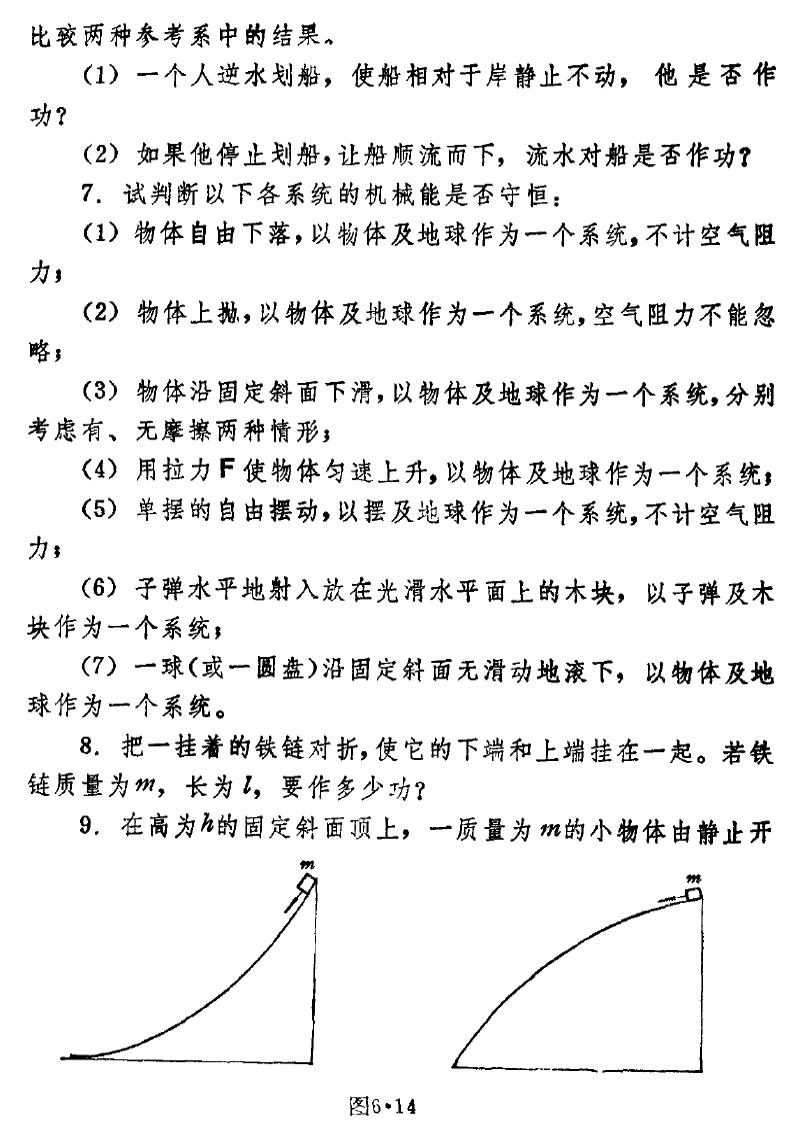 比较两种参考系中的结果。
(1) 一个人逆水划船，使船相对于岸静止不动，他是否作
功？
(2) 如果他停止划船，让船顺流而下，流水对船是否作功？
7. 试判断以下各系统的机械能是否守恒：
(1) 物体自由下落，以物体及地球作为一个系统，不计空气阻
力；
(2) 物体上抛，以物体及地球作为一个系统，空气阻力不能忽
略；
(3) 物体沿固定斜面下滑，以物体及地球作为一个系统，分别
考虑有、无摩擦两种情形；
(4) 用拉力F使物体匀速上升，以物体及地球作为一个系统；
(5) 单摆的自由摆动，以摆及地球作为一个系统，不计空气阻
力；
(6) 子弹水平地射入放在光滑水平面上的木块，以子弹及木
块作为一个系统；
(7) 一球(或一圆盘)沿固定斜面无滑动地滚下，以物体及地
球作为一个系统。
8. 把一挂着的铁链对折，使它的下端和上端挂在一起。若铁
链质量为m，长为l，要作多少功？
9. 在高为h的固定斜面顶上，一质量为m的小物体由静止开
m
m
图6·14